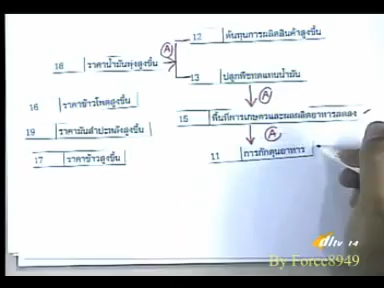 12 ต้นทุนการผลิตสินค้าสูงขึ้น
18 ราคาน้ำมันพุ่งสูงขึ้น A
13 ปลูกพืชทดแทนน้ำมัน
A
16 ราคาข้าวโพดสูงขึ้น
15 พื้นที่การเกษตรและผลผลิตอาหารลดลง
19 ราคามันสำปะหลังสูงขึ้น
A
17 ราคาข้าวสูงขึ้น
11 การกักตุนอาหาร
dltv 14
By Force8949